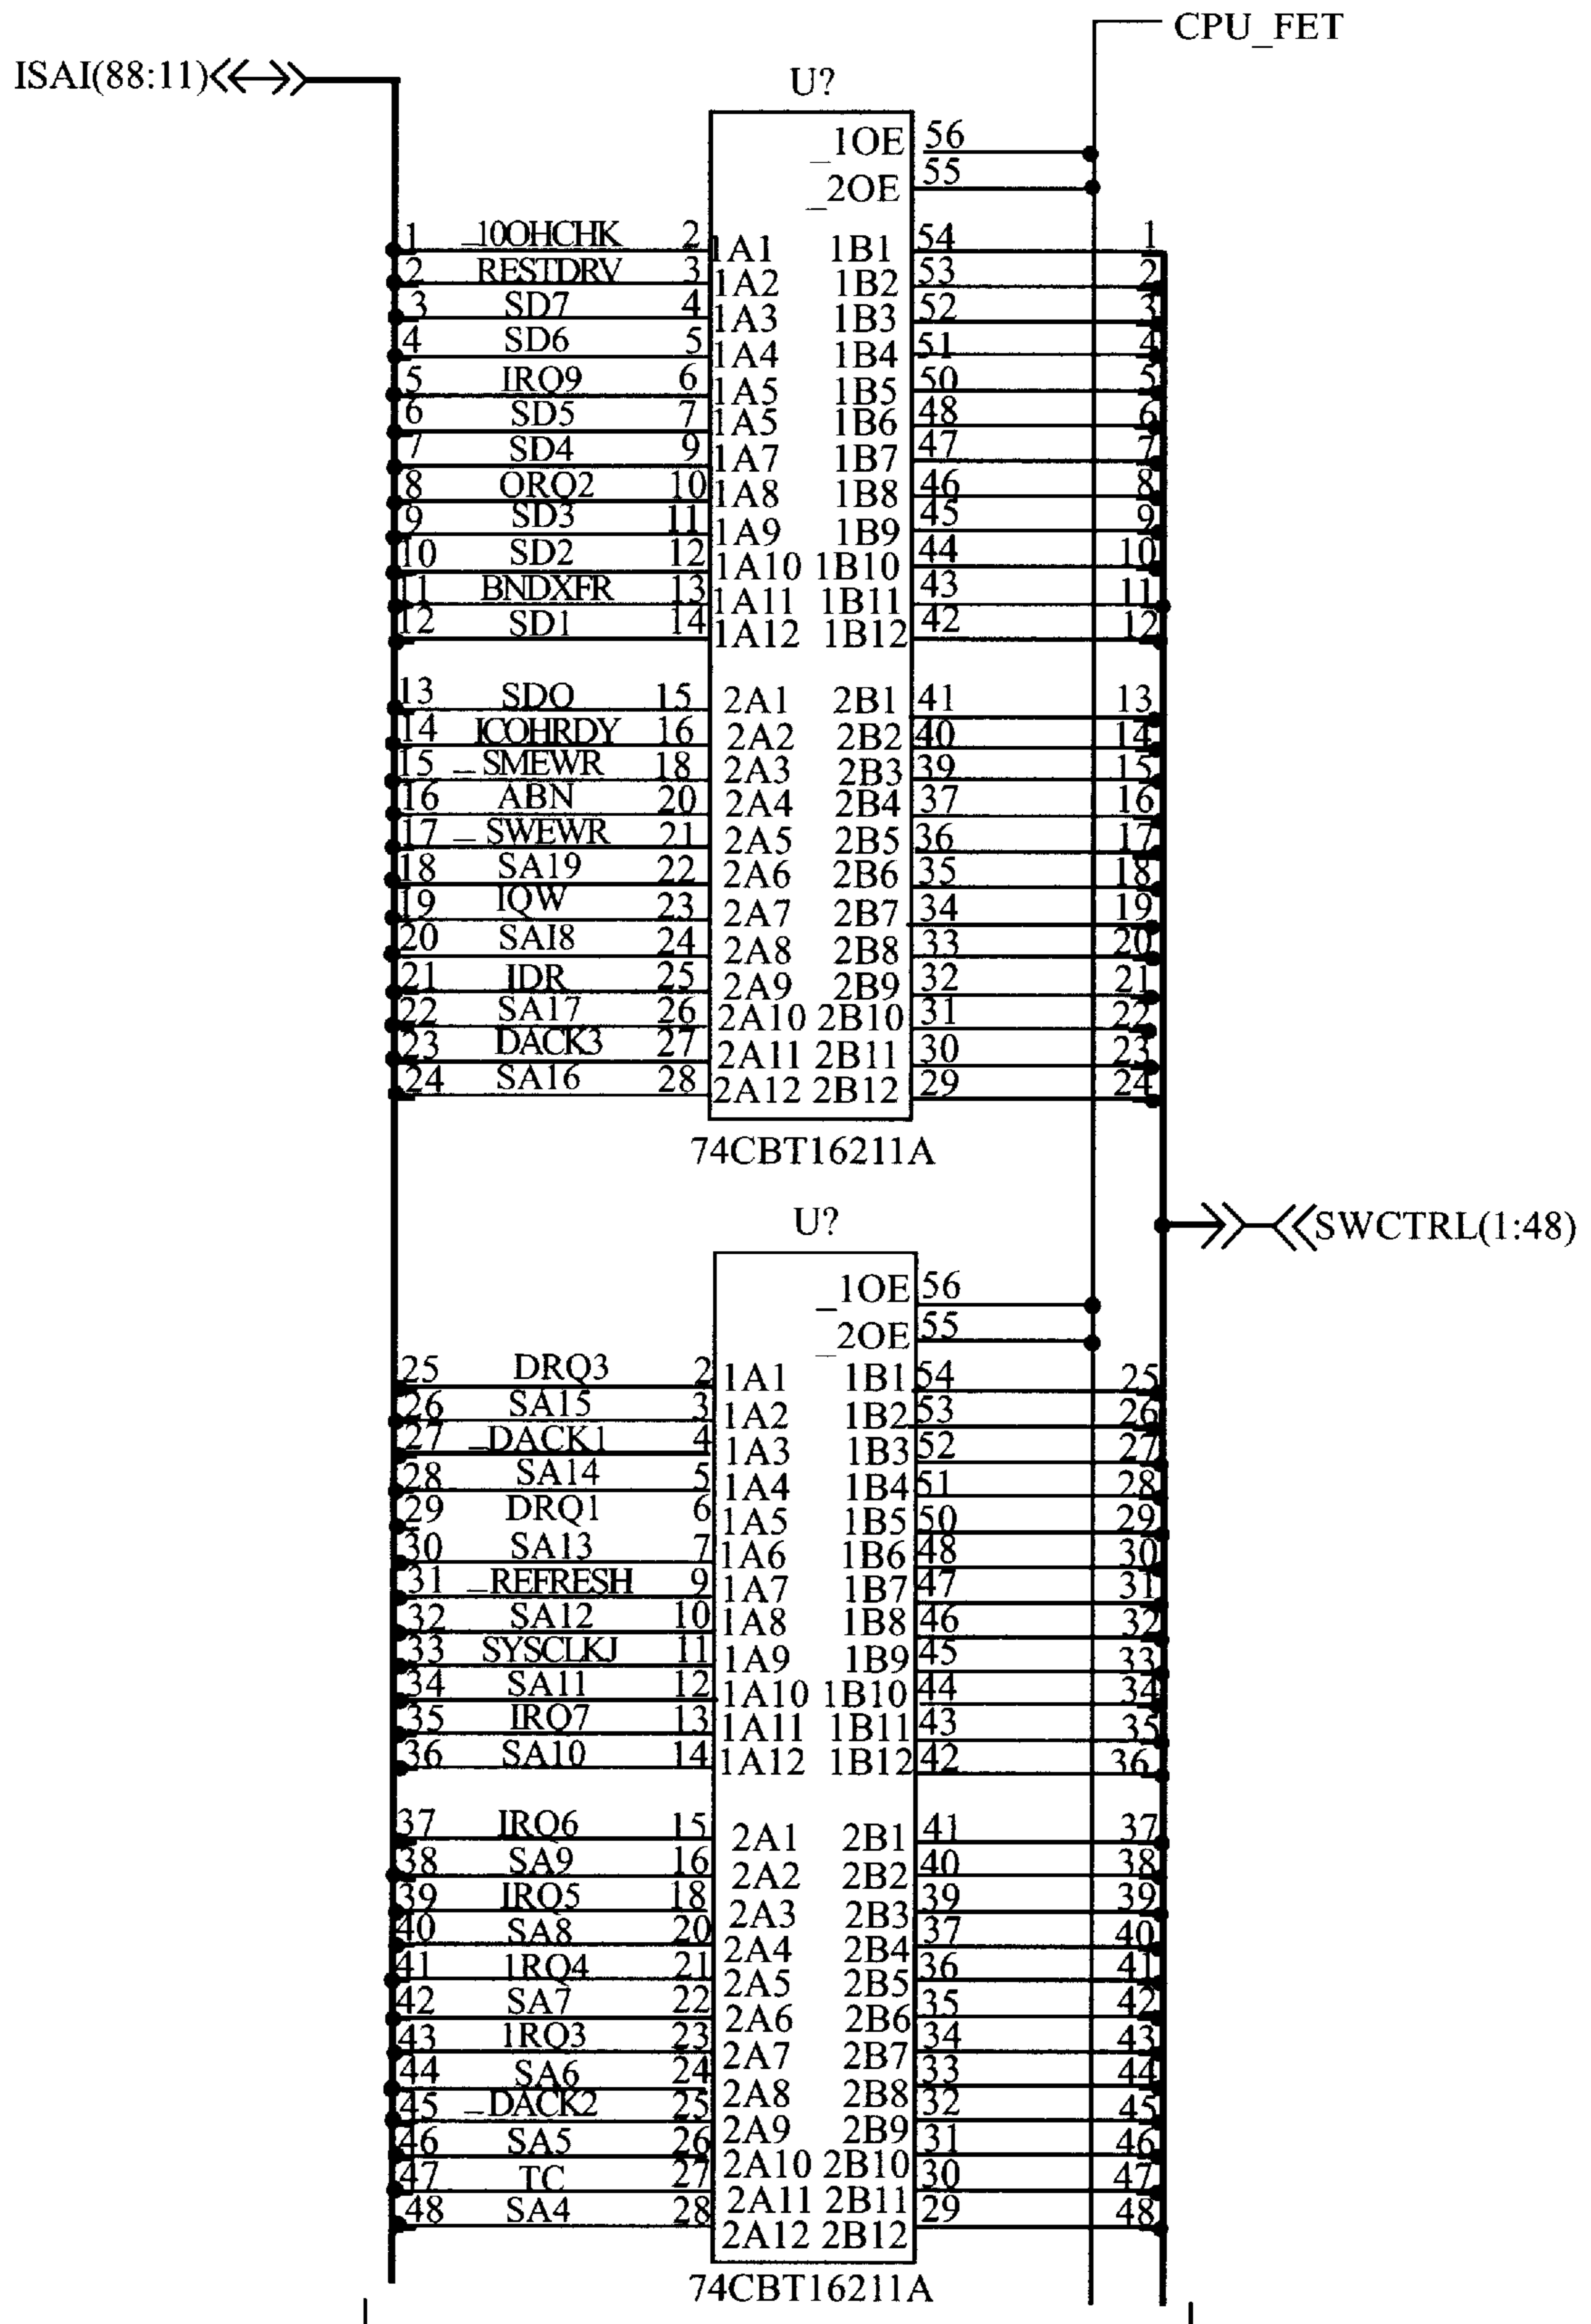 CPU_FET
ISAI(88:11)
U?
_1OE 56
_2OE 55
1 _10OHCHK 2 1A1 1B1 54 1
2 RESTDRV 3 1A2 1B2 53 2
3 SD7 4 1A3 1B3 52 3
4 SD6 5 1A4 1B4 51 4
5 IRQ9 6 1A5 1B5 50 5
6 SD5 7 1A5 1B6 48 6
7 SD4 9 1A7 1B7 47 7
8 ORQ2 10 1A8 1B8 46 8
9 SD3 11 1A9 1B9 45 9
10 SD2 12 1A10 1B10 44 10
11 BNDXFR 13 1A11 1B11 43 11
12 SD1 14 1A12 1B12 42 12
13 SDO 15 2A1 2B1 41 13
14 ICOHRDY 16 2A2 2B2 40 14
15 _SMEWR 18 2A3 2B3 39 15
16 ABN 20 2A4 2B4 37 16
17 _SWEWR 21 2A5 2B5 36 17
18 SA19 22 2A6 2B6 35 18
19 IQW 23 2A7 2B7 34 19
20 SAI8 24 2A8 2B8 33 20
21 IDR 25 2A9 2B9 32 21
22 SA17 26 2A10 2B10 31 22
23 DACK3 27 2A11 2B11 30 23
24 SA16 28 2A12 2B12 29 24
74CBT16211A
U?
SWCTRL(1:48)
_1OE 56
_2OE 55
25 DRQ3 2 1A1 1B1 54 25
26 SA15 3 1A2 1B2 53 26
27 _DACK1 4 1A3 1B3 52 27
28 SA14 5 1A4 1B4 51 28
29 DRQ1 6 1A5 1B5 50 29
30 SA13 7 1A6 1B6 48 30
31 _REFRESH 9 1A7 1B7 47 31
32 SA12 10 1A8 1B8 46 32
33 SYSCLKJ 11 1A9 1B9 45 33
34 SA11 12 1A10 1B10 44 34
35 IRQ7 13 1A11 1B11 43 35
36 SA10 14 1A12 1B12 42 36
37 IRQ6 15 2A1 2B1 41 37
38 SA9 16 2A2 2B2 40 38
39 IRQ5 18 2A3 2B3 39 39
40 SA8 20 2A4 2B4 37 40
41 1RQ4 21 2A5 2B5 36 41
42 SA7 22 2A6 2B6 35 42
43 1RQ3 23 2A7 2B7 34 43
44 SA6 24 2A8 2B8 33 44
45 _DACK2 25 2A9 2B9 32 45
46 SA5 26 2A10 2B10 31 46
47 TC 27 2A11 2B11 30 47
48 SA4 28 2A12 2B12 29 48
74CBT16211A